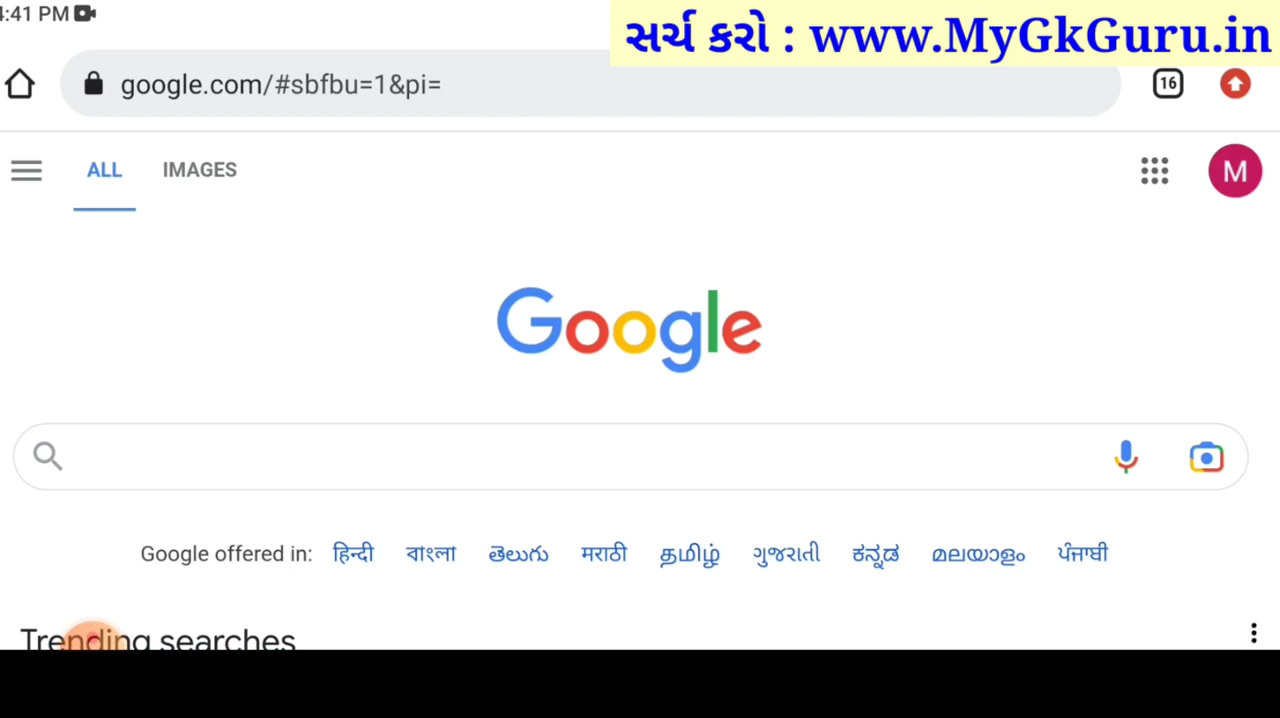 :41 PM
સર્ચ કરો : www.MyGkGuru.in
google.com/#sbfbu=1&pi=
16
ALL IMAGES
M
Google
Google offered in: हिन्दी বাংলা తెలుగు मराठी தமிழ் ગુજરાતી ಕನ್ನಡ മലയാളം ਪੰਜਾਬੀ
Trending searches